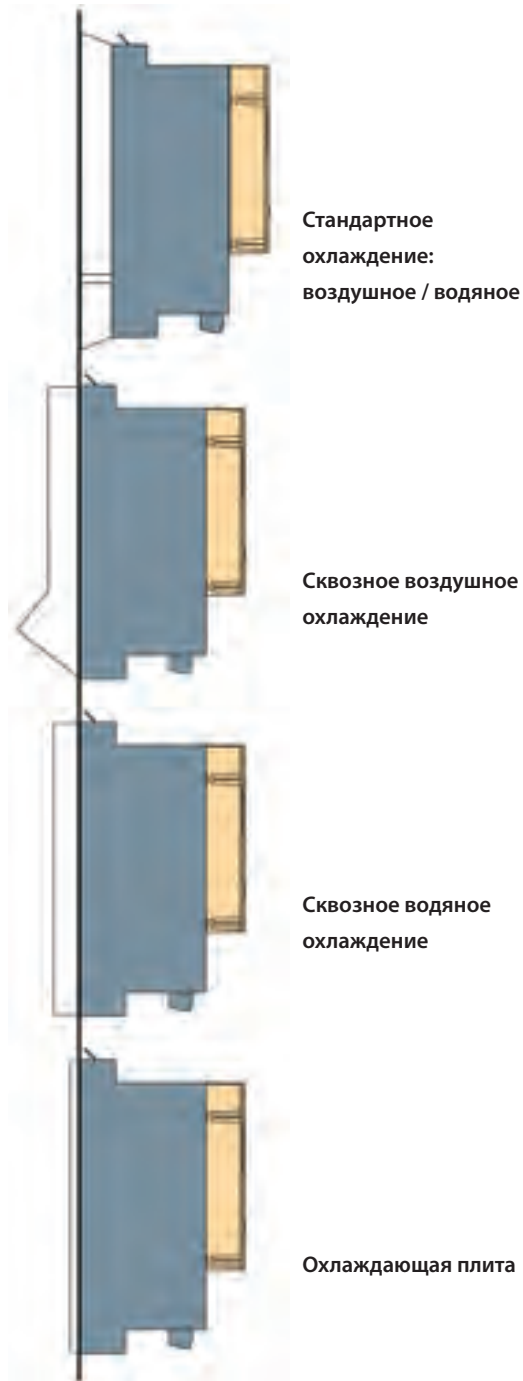 Стандартное
охлаждение:
воздушное / водяное
Сквозное воздушное
охлаждение
Сквозное водяное
охлаждение
Охлаждающая плита